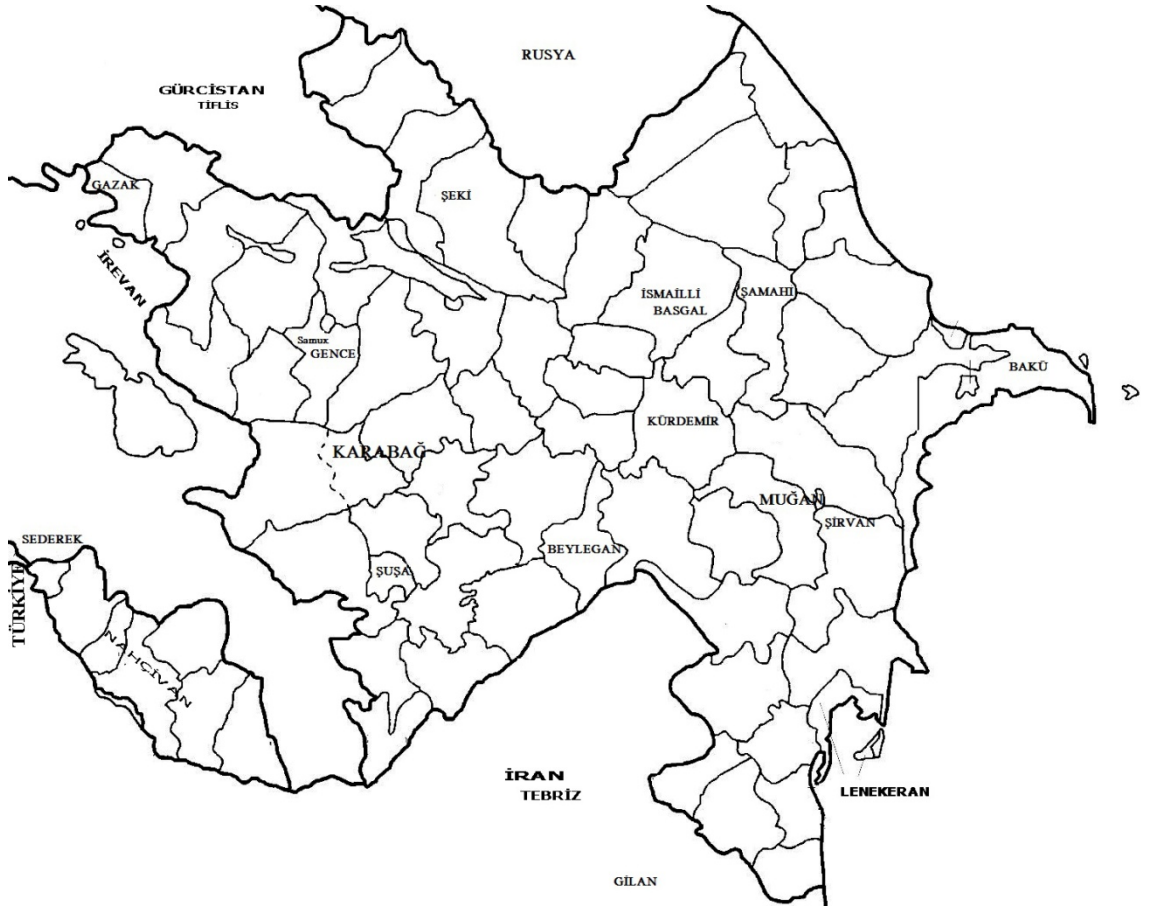 RUSYA
GÜRCİSTAN
TİFLİS
GAZAK
ŞEKİ
İREVAN
İSMAİLLİ
BASGAL
ŞAMAHI
Samux
GENCE
BAKÜ
KÜRDEMİR
KARABAĞ
MUĞAN
ŞİRVAN
SEDEREK
BEYLEGAN
ŞUŞA
TÜRKİYE
NAHÇİVAN
İRAN
TEBRİZ
LENEKERAN
GİLAN